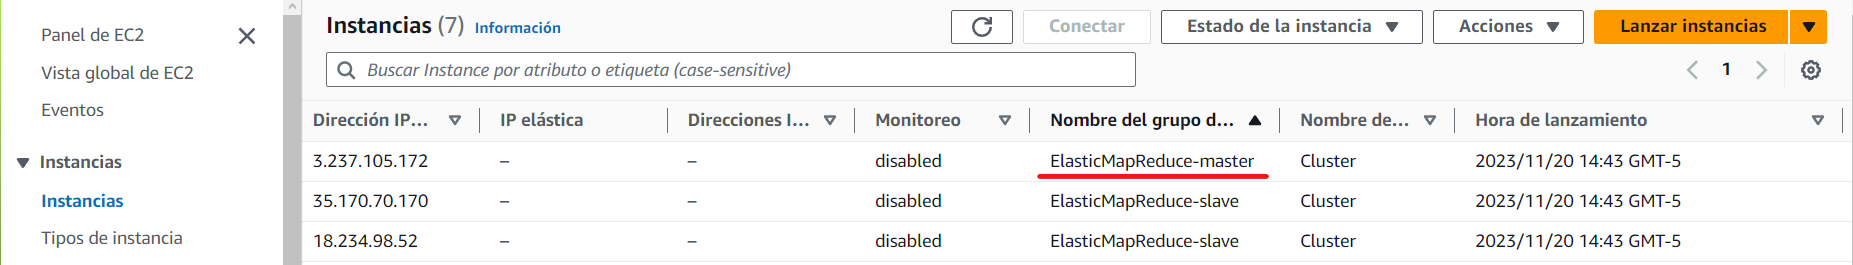 Panel de EC2
Vista global de EC2
Eventos
Instancias
Instancias
Tipos de instancia
Instancias (7) Información
Conectar Estado de la instancia Acciones Lanzar instancias
Buscar Instance por atributo o etiqueta (case-sensitive)
1
Dirección IP... IP elástica Direcciones I... Monitoreo Nombre del grupo d... Nombre de... Hora de lanzamiento
3.237.105.172 – – disabled ElasticMapReduce-master Cluster 2023/11/20 14:43 GMT-5
35.170.70.170 – – disabled ElasticMapReduce-slave Cluster 2023/11/20 14:43 GMT-5
18.234.98.52 – – disabled ElasticMapReduce-slave Cluster 2023/11/20 14:43 GMT-5